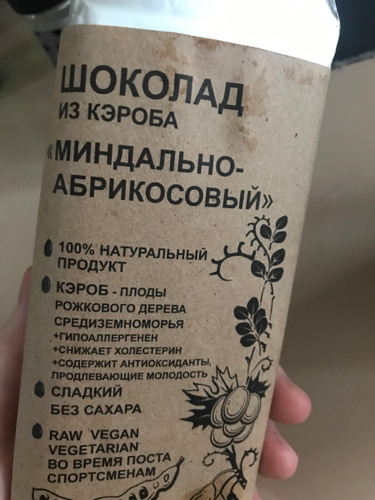 ШОКОЛАД
ИЗ КЭРОБА
«МИНДАЛЬНО-
АБРИКОСОВЫЙ»
100% НАТУРАЛЬНЫЙ
ПРОДУКТ
КЭРОБ - ПЛОДЫ
РОЖКОВОГО ДЕРЕВА
СРЕДИЗЕМНОМОРЬЯ
+ГИПОАЛЛЕРГЕНЕН
+СНИЖАЕТ ХОЛЕСТЕРИН
+СОДЕРЖИТ АНТИОКСИДАНТЫ,
ПРОДЛЕВАЮЩИЕ МОЛОДОСТЬ
СЛАДКИЙ
БЕЗ САХАРА
RAW VEGAN
VEGETARIAN
ВО ВРЕМЯ ПОСТА
СПОРТСМЕНАМ